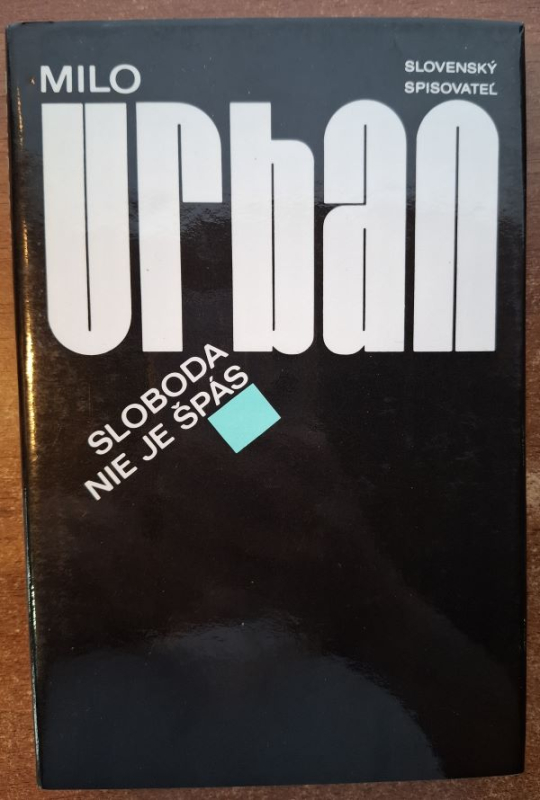 MILO
SLOVENSKÝ
SPISOVATEĽ
urban
SLOBODA
NIE JE ŠPÁS